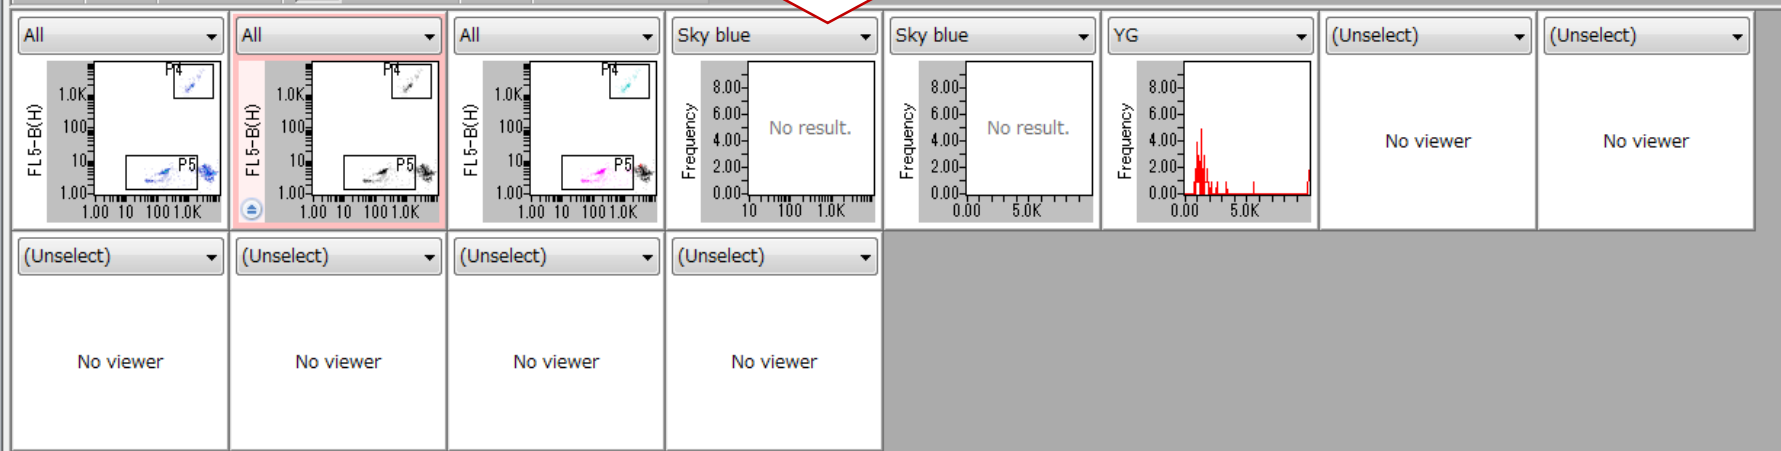 All
All
All
Sky blue
Sky blue
YG
(Unselect)
(Unselect)
FL5-B(H)
1.0K
100
10
1.00
P4
P5
1.00 10 100 1.0K
FL5-B(H)
1.0K
100
10
1.00
P4
P5
1.00 10 100 1.0K
FL5-B(H)
1.0K
100
10
1.00
P4
P5
1.00 10 100 1.0K
Frequency
8.00
6.00
4.00
2.00
0.00
No result.
10 100 1.0K
Frequency
8.00
6.00
4.00
2.00
0.00
No result.
0.00 5.0K
Frequency
8.00
6.00
4.00
2.00
0.00
0.00 5.0K
No viewer
No viewer
(Unselect)
(Unselect)
(Unselect)
(Unselect)
No viewer
No viewer
No viewer
No viewer